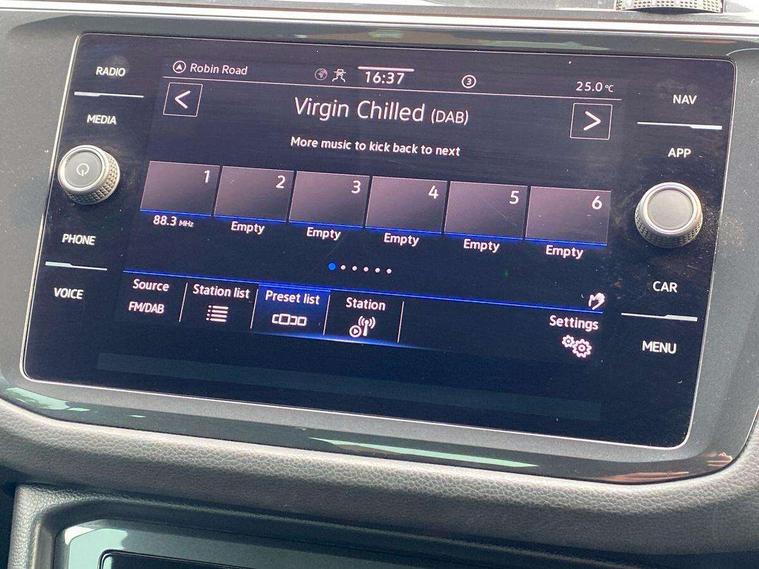 RADIO
MEDIA
PHONE
VOICE
Robin Road
16:37
3
25.0°C
Virgin Chilled (DAB)
More music to kick back to next
1 2 3 4 5 6
88.3 MHz Empty Empty Empty Empty Empty
Source Station list Preset list Station Settings
FM/DAB
NAV
APP
CAR
MENU